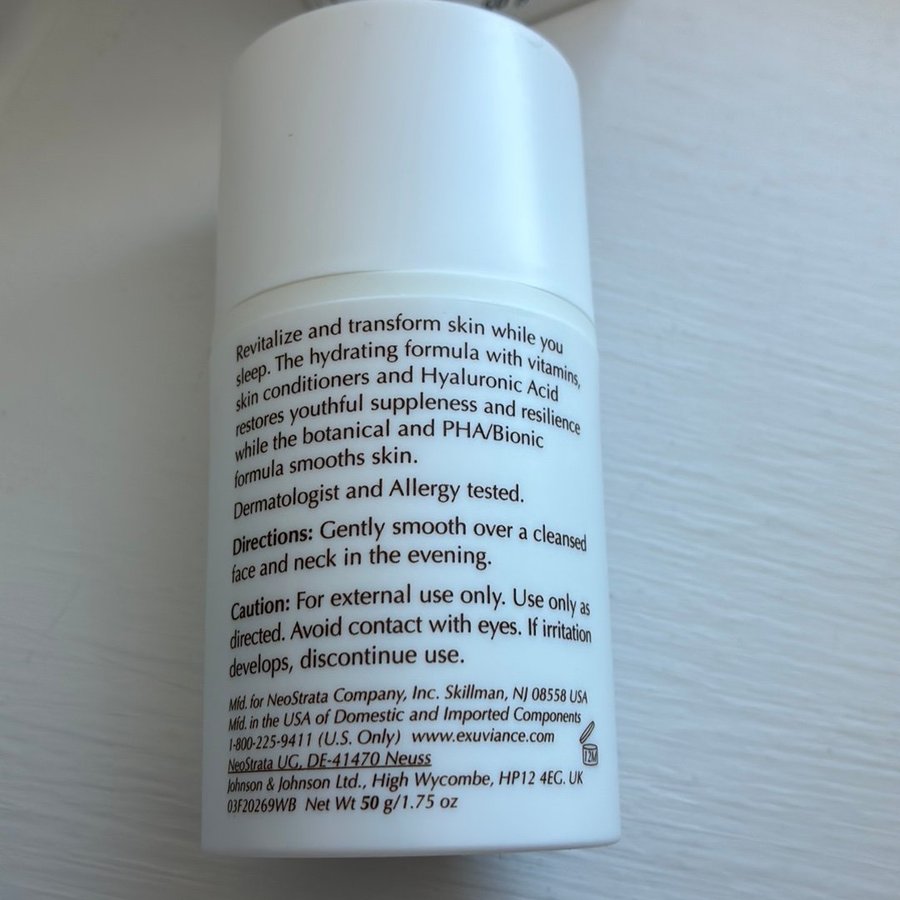 Revitalize and transform skin while you
sleep. The hydrating formula with vitamins,
skin conditioners and Hyaluronic Acid
restores youthful suppleness and resilience
while the botanical and PHA/Bionic
formula smooths skin.
Dermatologist and Allergy tested.
Directions: Gently smooth over a cleansed
face and neck in the evening.
Caution: For external use only. Use only as
directed. Avoid contact with eyes. If irritation
develops, discontinue use.
Mfd. for NeoStrata Company, Inc. Skillman, NJ 08558 USA
Mfd. in the USA of Domestic and Imported Components
1-800-225-9411 (U.S. Only) www.exuviance.com
12M
NeoStrata UG, DE-41470 Neuss
Johnson & Johnson Ltd., High Wycombe, HP12 4EG. UK
03F20269WB Net Wt 50 g/1.75 oz